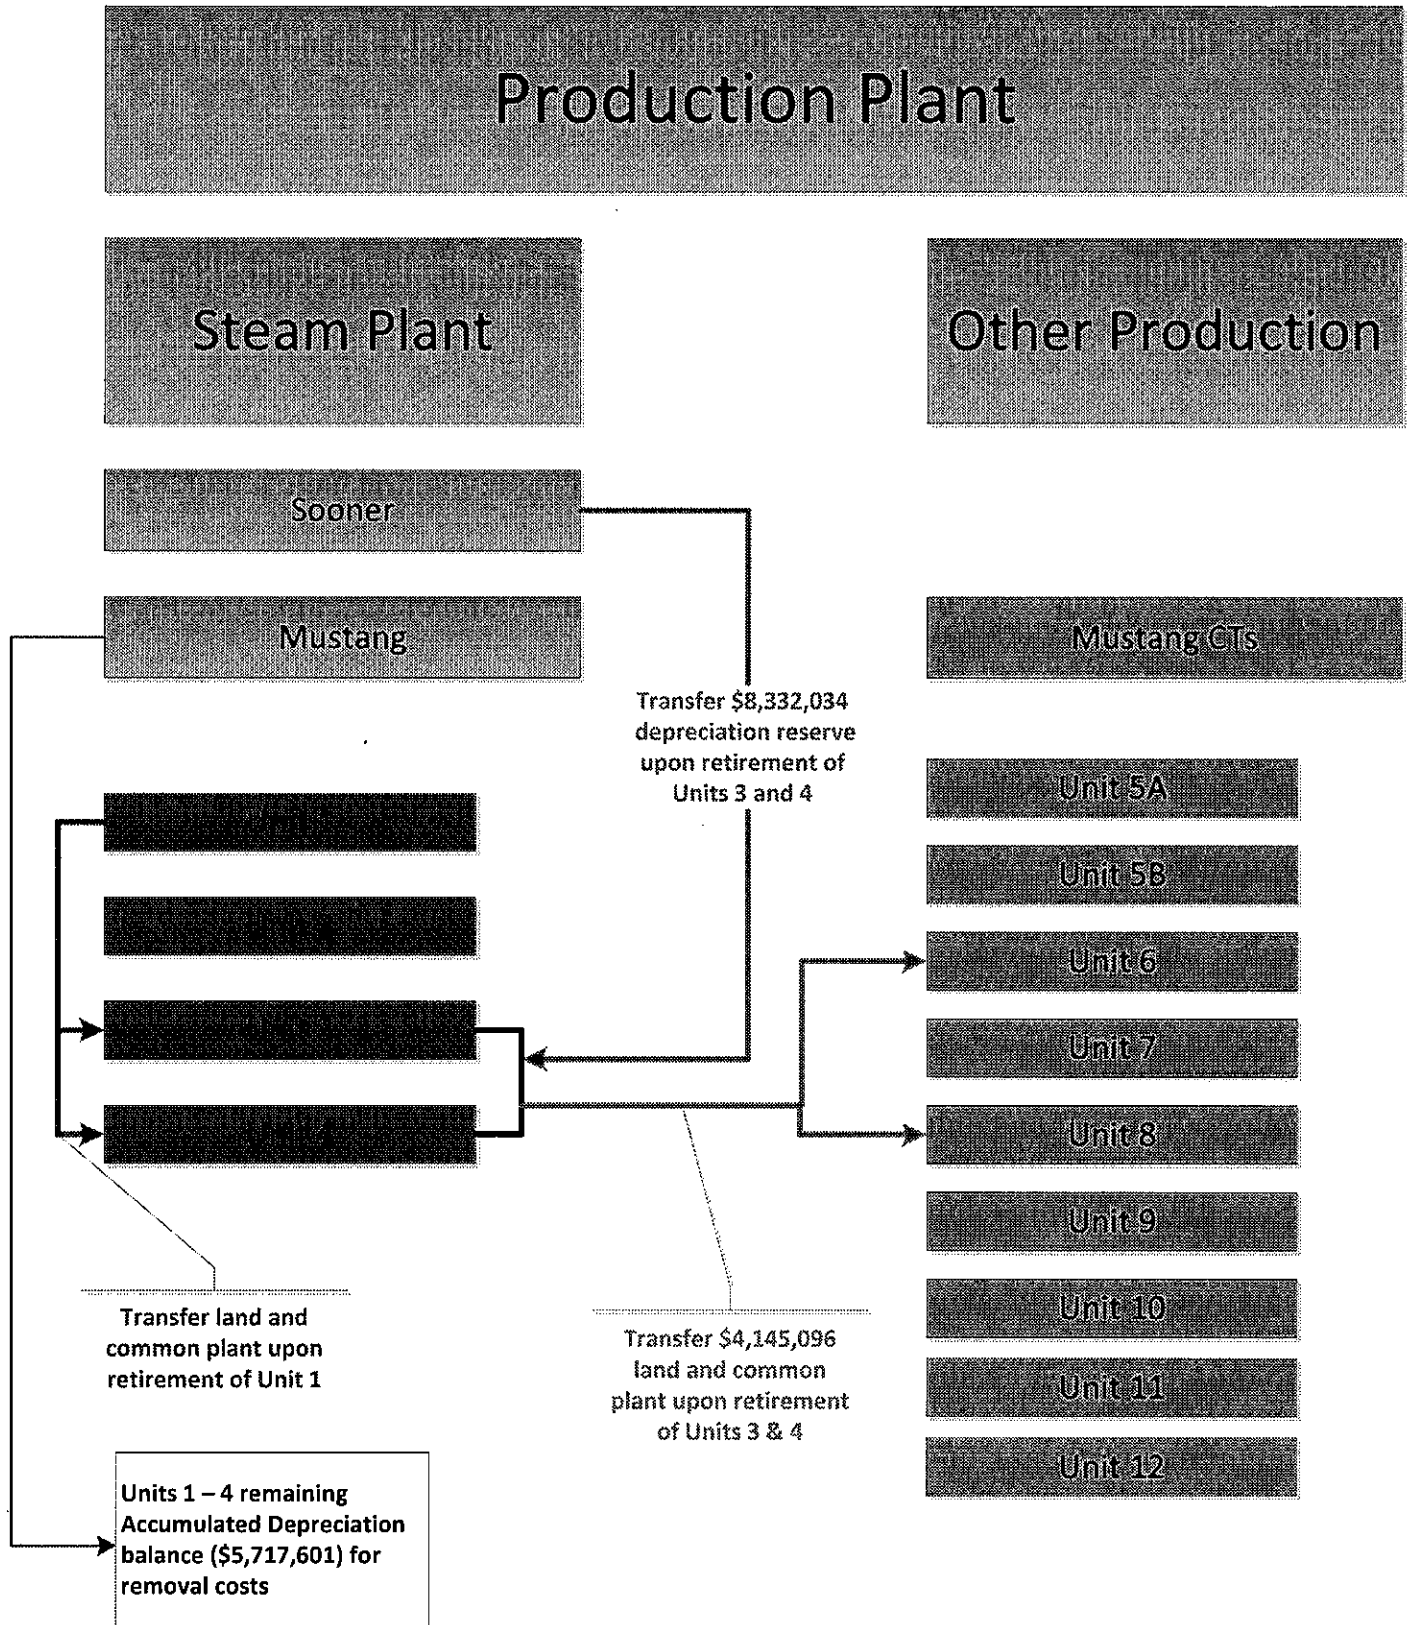 Production Plant
Steam Plant
Other Production
Sooner
Mustang
Mustang CTs
Transfer $8,332,034
depreciation reserve
upon retirement of
Units 3 and 4
Unit 5A
Unit 5B
Unit 6
Unit 7
Unit 8
Unit 9
Unit 10
Unit 11
Unit 12
Transfer land and
common plant upon
retirement of Unit 1
Transfer $4,145,096
land and common
plant upon retirement
of Units 3 & 4
Units 1 – 4 remaining
Accumulated Depreciation
balance ($5,717,601) for
removal costs